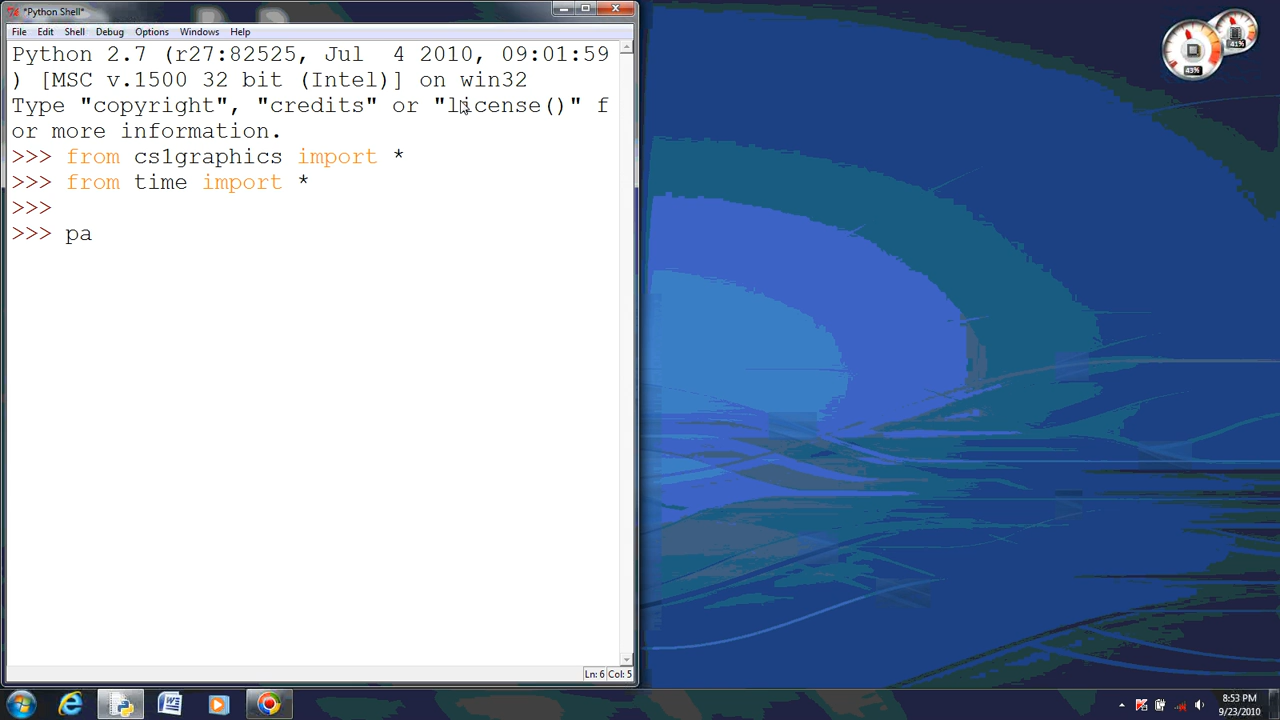 *Python Shell*
File Edit Shell Debug Options Windows Help
Python 2.7 (r27:82525, Jul  4 2010, 09:01:59
) [MSC v.1500 32 bit (Intel)] on win32
Type "copyright", "credits" or "license()" f
or more information.
>>> from cs1graphics import *
>>> from time import *
>>>
>>> pa
Ln: 6 Col: 5
41%
43%
8:53 PM
9/23/2010